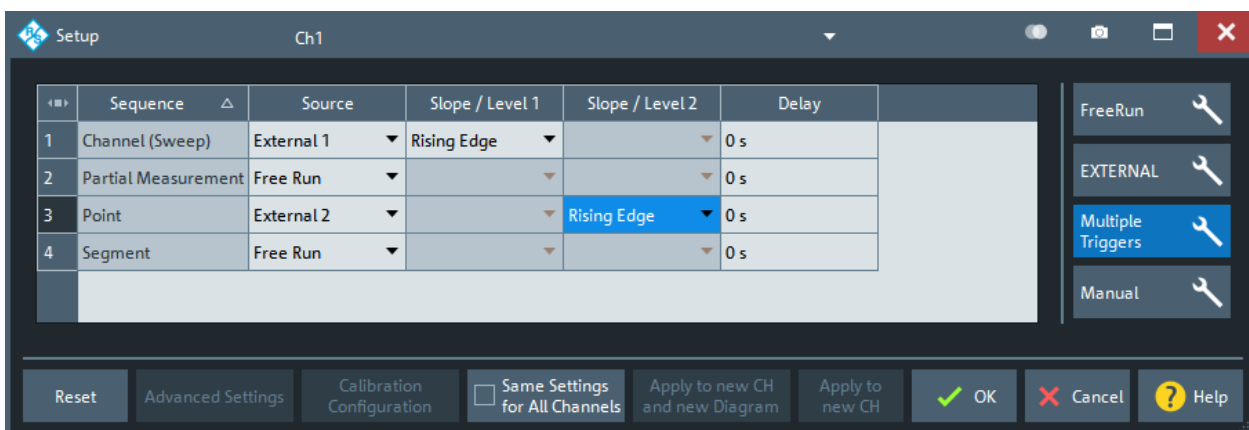 Setup Ch1
Sequence Source Slope / Level 1 Slope / Level 2 Delay
1 Channel (Sweep) External 1 Rising Edge 0 s
2 Partial Measurement Free Run 0 s
3 Point External 2 Rising Edge 0 s
4 Segment Free Run 0 s
FreeRun
EXTERNAL
Multiple
Triggers
Manual
Reset
Advanced Settings
Calibration
Configuration
Same Settings
for All Channels
Apply to new CH
and new Diagram
Apply to
new CH
OK
Cancel
? Help